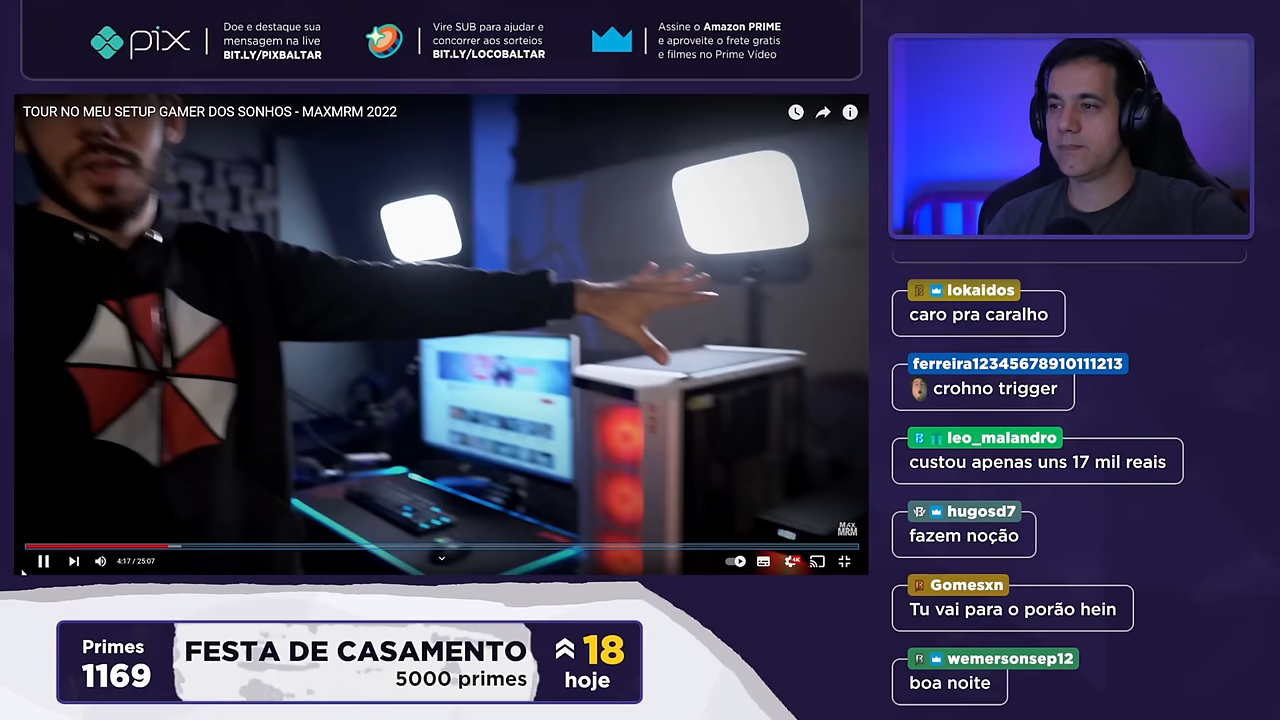 pix
Doe e destaque sua
mensagem na live
BIT.LY/PIXBALTAR
Vire SUB para ajudar e
concorrer aos sorteios
BIT.LY/LOCOBALTAR
Assine o Amazon PRIME
e aproveite o frete gratis
e filmes no Prime Vídeo
TOUR NO MEU SETUP GAMER DOS SONHOS - MAXMRM 2022
MAX
MRM
4:17 / 25:07
4K
lokaidos
caro pra caralho
ferreira12345678910111213
crohno trigger
leo_malandro
custou apenas uns 17 mil reais
hugosd7
fazem noção
Gomesxn
Tu vai para o porão hein
wemersonsep12
boa noite
Primes
1169
FESTA DE CASAMENTO
5000 primes
18
hoje